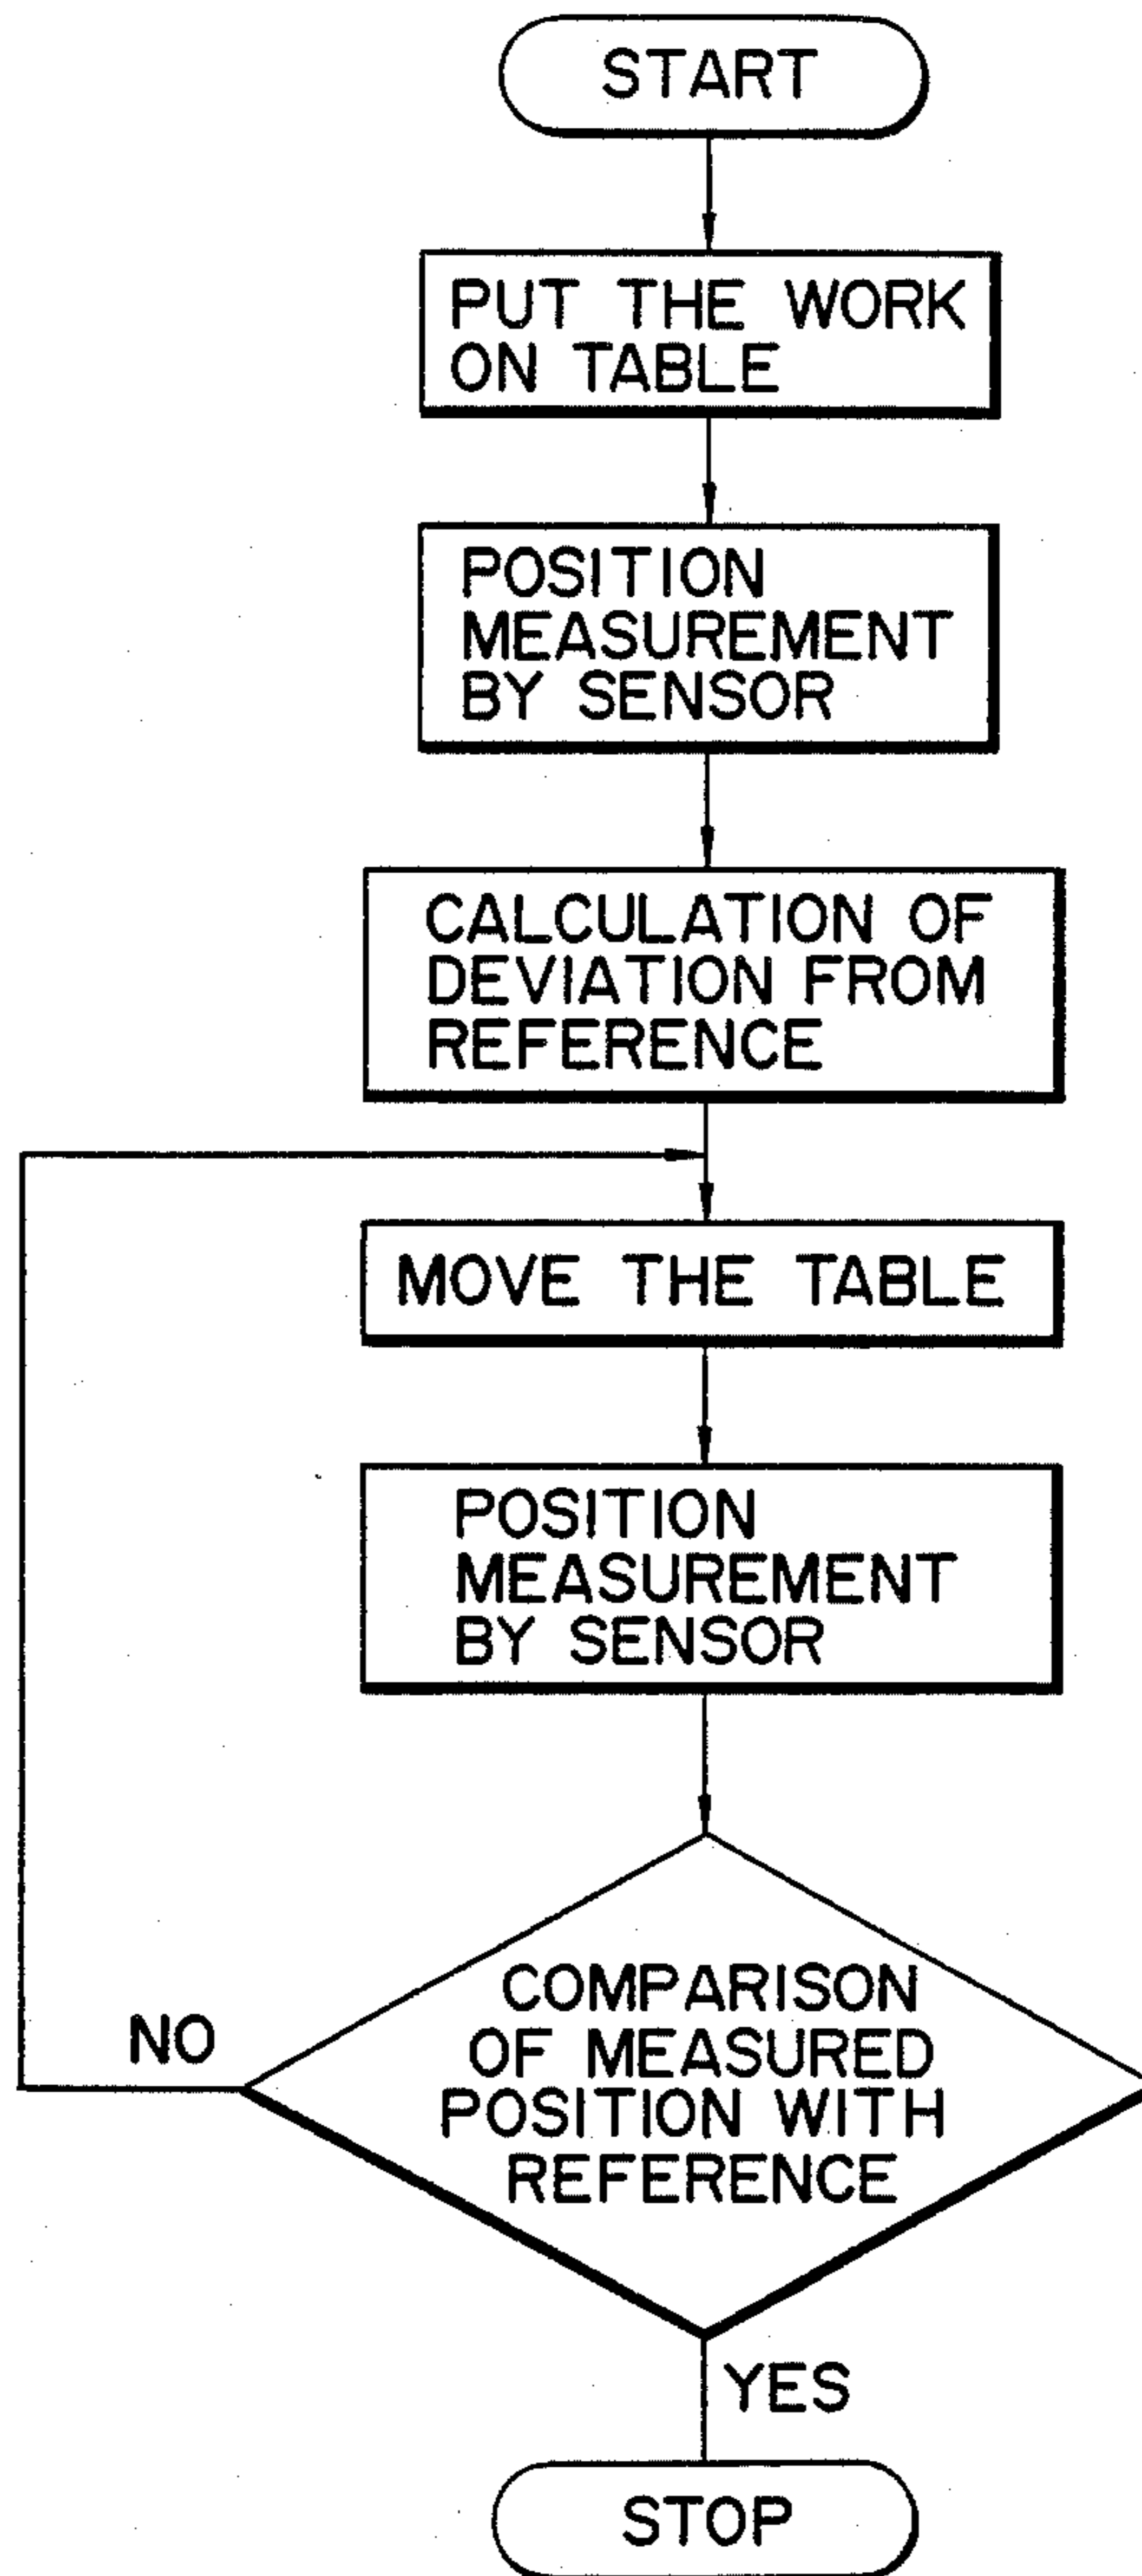 START
PUT THE WORK
ON TABLE
POSITION
MEASUREMENT
BY SENSOR
CALCULATION OF
DEVIATION FROM
REFERENCE
MOVE THE TABLE
POSITION
MEASUREMENT
BY SENSOR
COMPARISON
OF MEASURED
POSITION WITH
REFERENCE
NO
YES
STOP